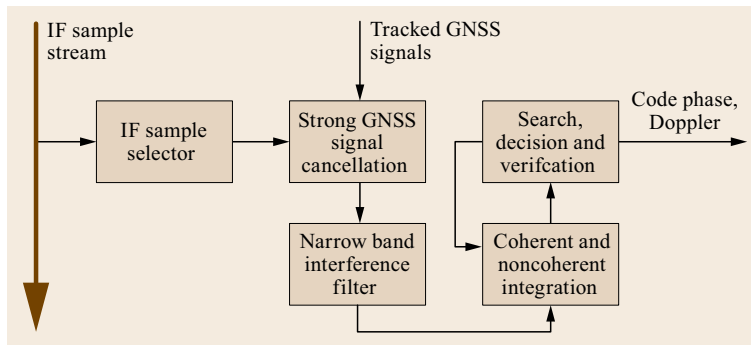 IF sample
stream
Tracked GNSS
signals
IF sample
selector
Strong GNSS
signal
cancellation
Search,
decision and
verifcation
Code phase,
Doppler
Narrow band
interference
filter
Coherent and
noncoherent
integration